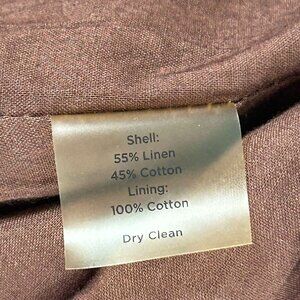 Shell:
55% Linen
45% Cotton
Lining:
100% Cotton
Dry Clean